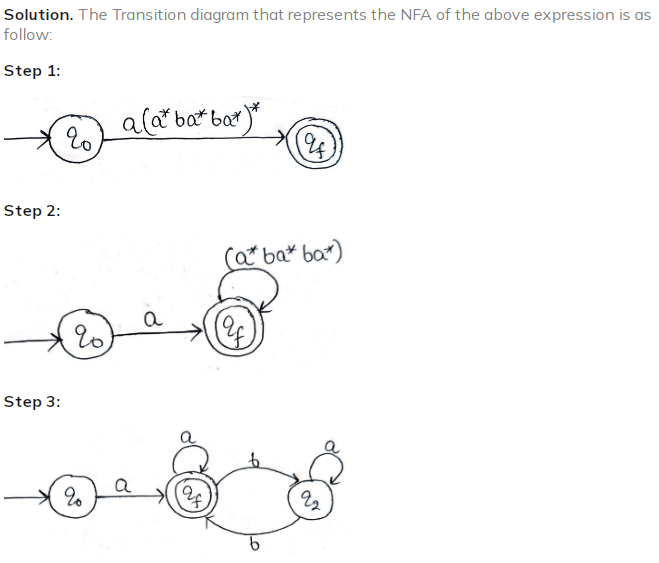 Solution. The Transition diagram that represents the NFA of the above expression is as
follow:
Step 1:
a(a*ba*ba*)*
q0
qf
Step 2:
(a*ba*ba*)
a
q0
qf
Step 3:
a
a
b
a
q0
qf
q2
b